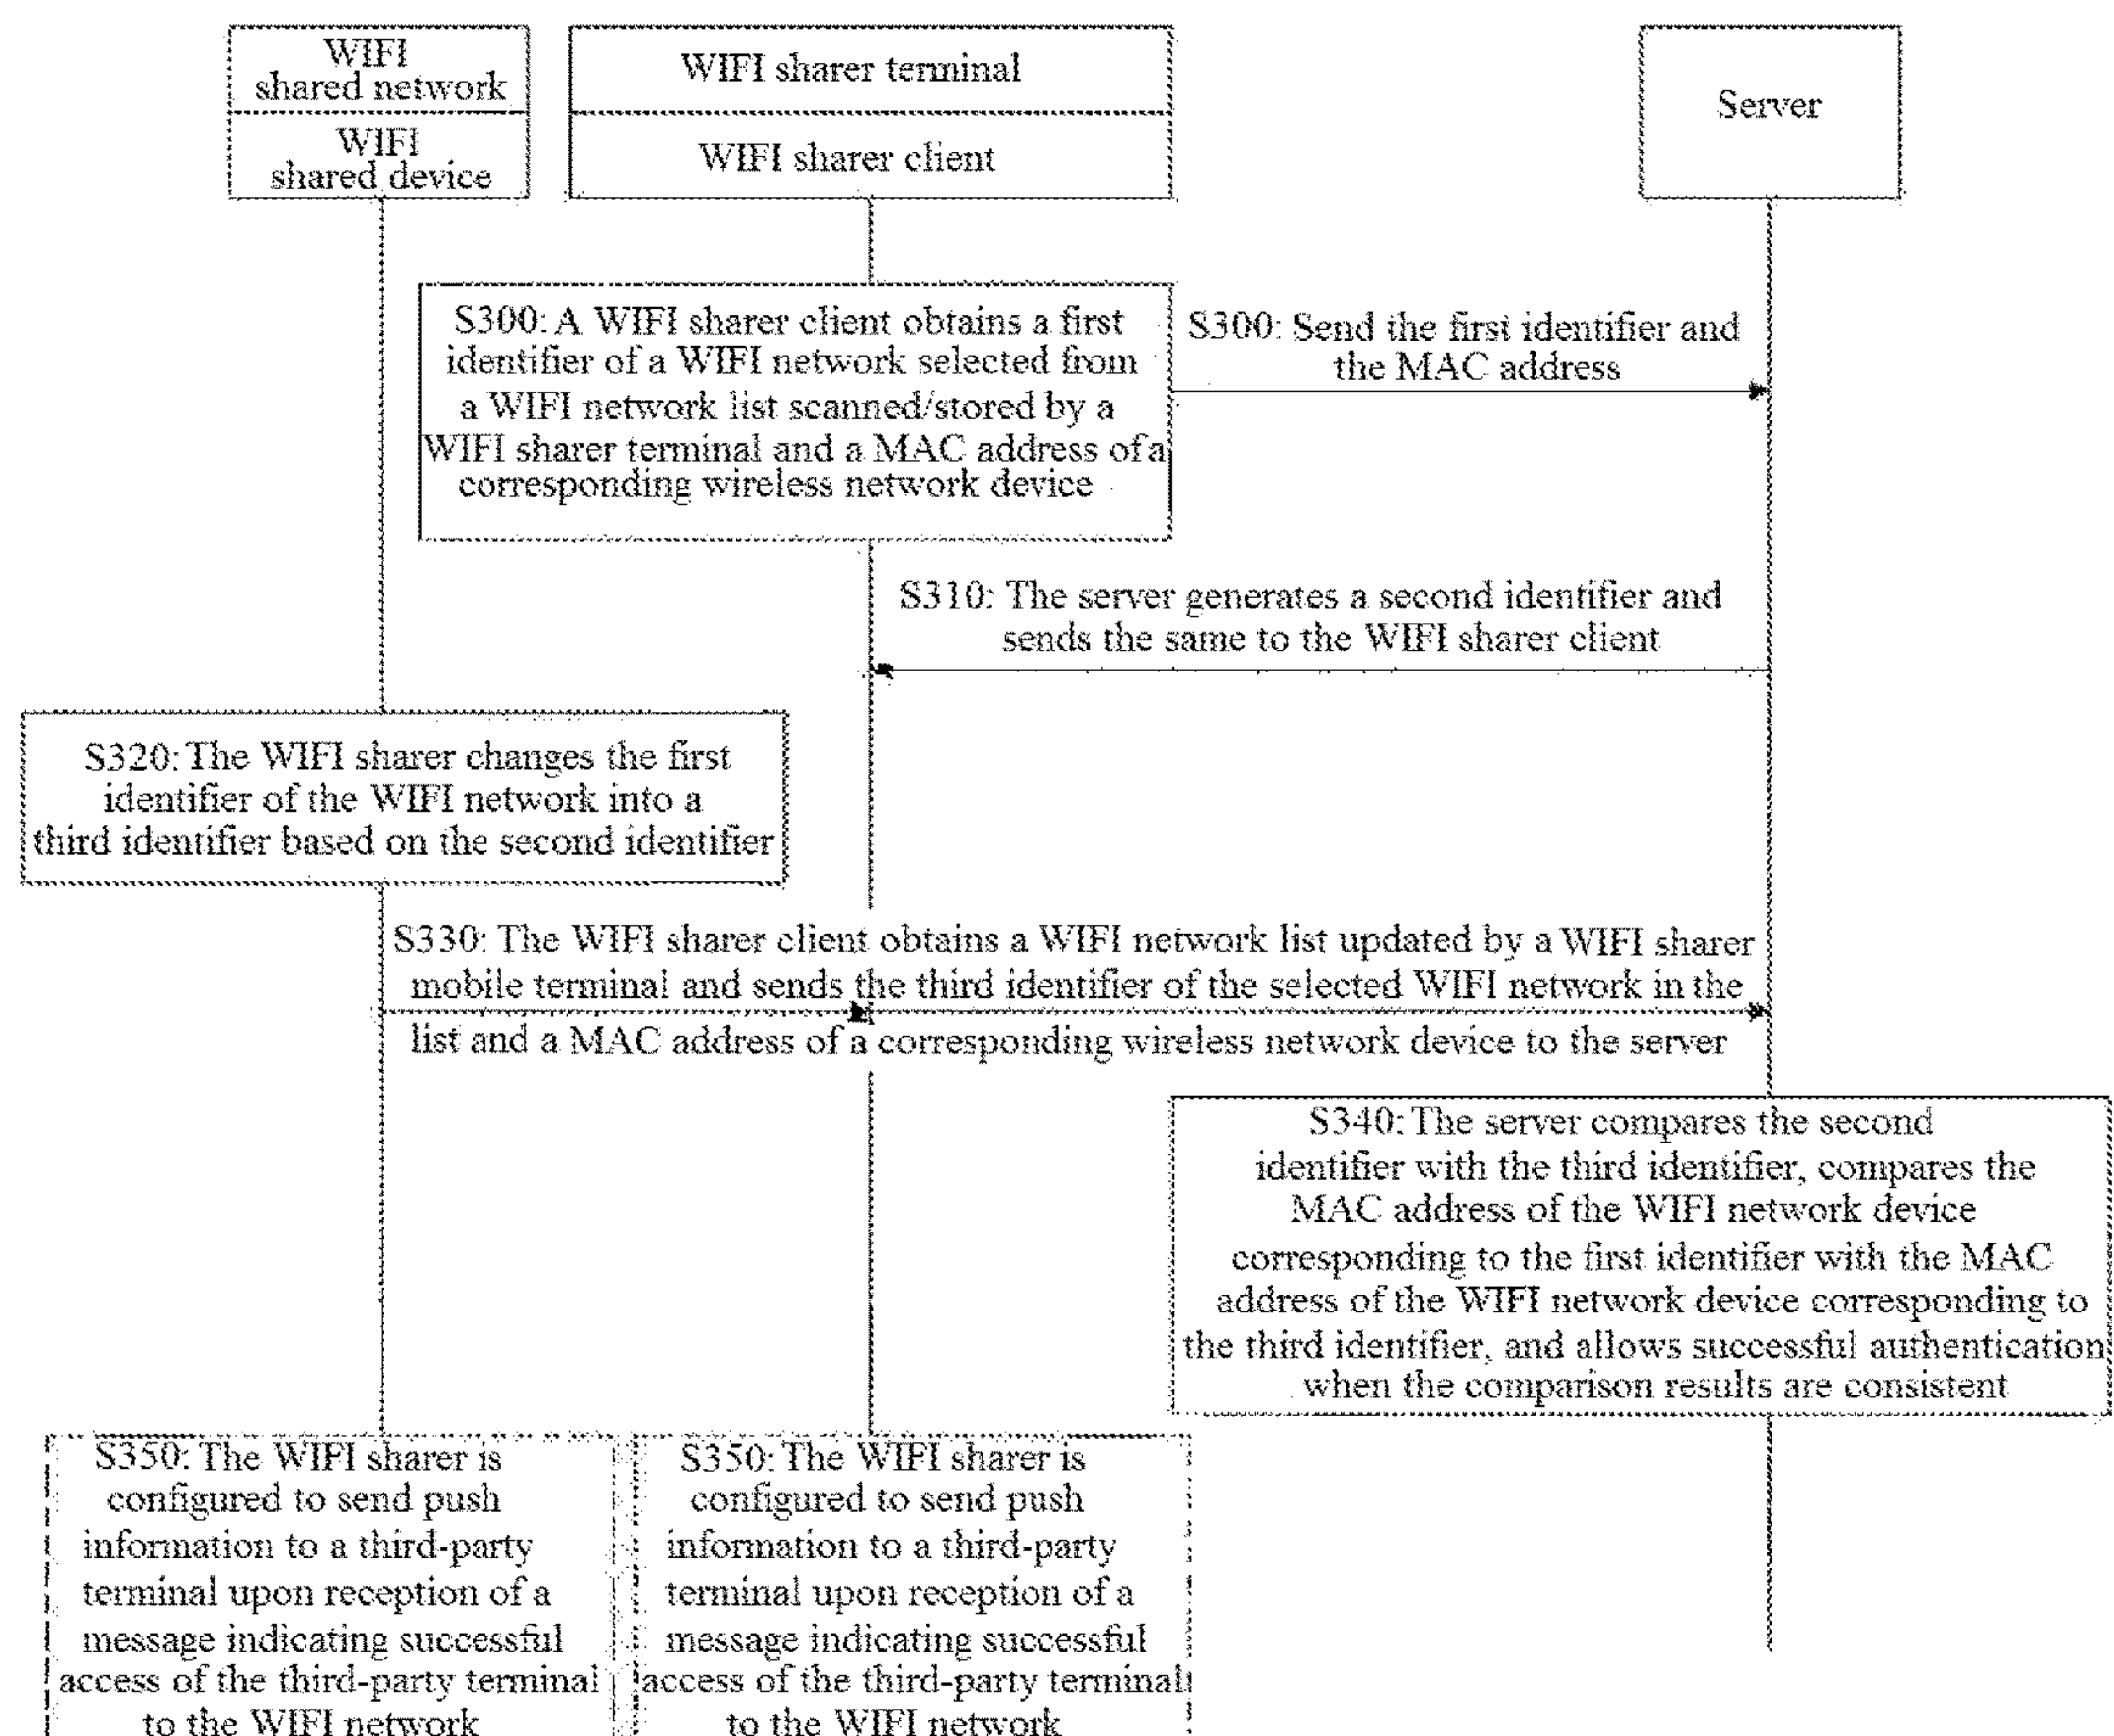 WIFI
shared network
WIFI
shared device
WIFI sharer terminal
WIFI sharer client
Server
S300: A WIFI sharer client obtains a first
identifier of a WIFI network selected from
a WIFI network list scanned/stored by a
WIFI sharer terminal and a MAC address of a
corresponding wireless network device
S300: Send the first identifier and
the MAC address
S310: The server generates a second identifier and
sends the same to the WIFI sharer client
S320: The WIFI sharer changes the first
identifier of the WIFI network into a
third identifier based on the second identifier
S330: The WIFI sharer client obtains a WIFI network list updated by a WIFI sharer
mobile terminal and sends the third identifier of the selected WIFI network in the
list and a MAC address of a corresponding wireless network device to the server
S340: The server compares the second
identifier with the third identifier, compares the
MAC address of the WIFI network device
corresponding to the first identifier with the MAC
address of the WIFI network device corresponding to
the third identifier, and allows successful authentication
when the comparison results are consistent
S350: The WIFI sharer is
configured to send push
information to a third-party
terminal upon reception of a
message indicating successful
access of the third-party terminal
to the WIFI network
S350: The WIFI sharer is
configured to send push
information to a third-party
terminal upon reception of a
message indicating successful
access of the third-party terminal
to the WIFI network